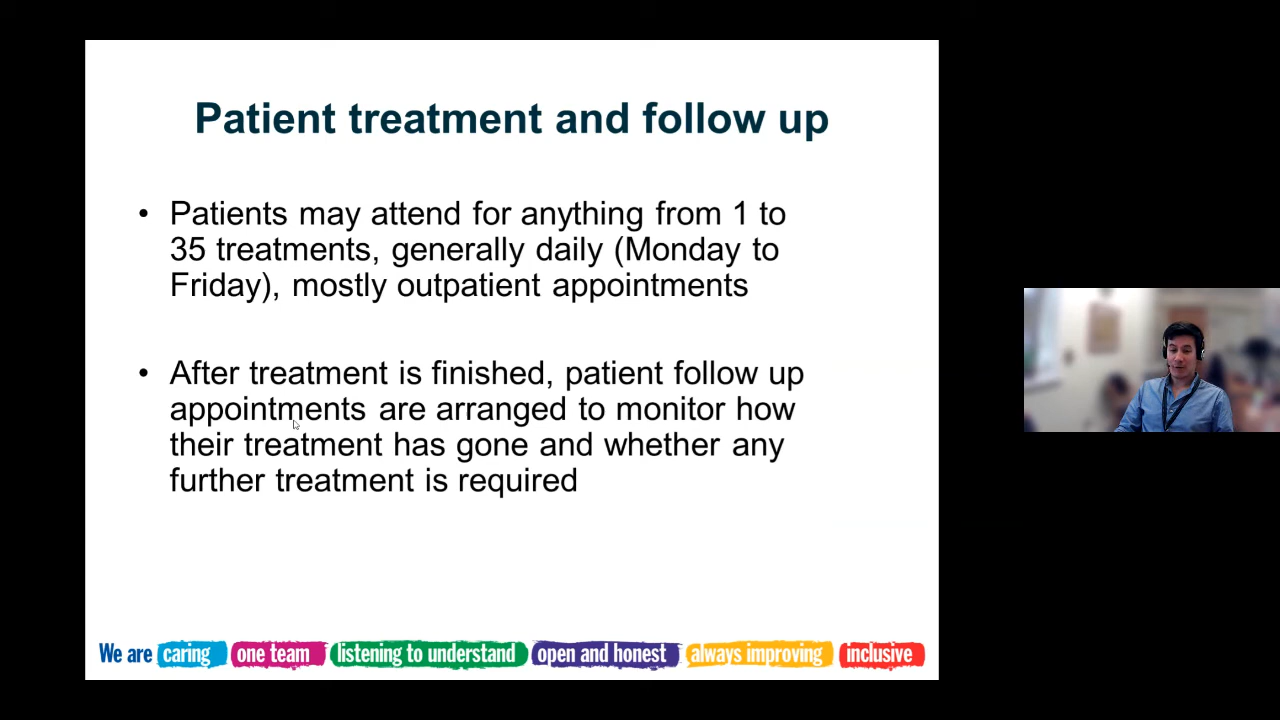 Patient treatment and follow up
• Patients may attend for anything from 1 to
35 treatments, generally daily (Monday to
Friday), mostly outpatient appointments
• After treatment is finished, patient follow up
appointments are arranged to monitor how
their treatment has gone and whether any
further treatment is required
We are caring one team listening to understand open and honest always improving inclusive